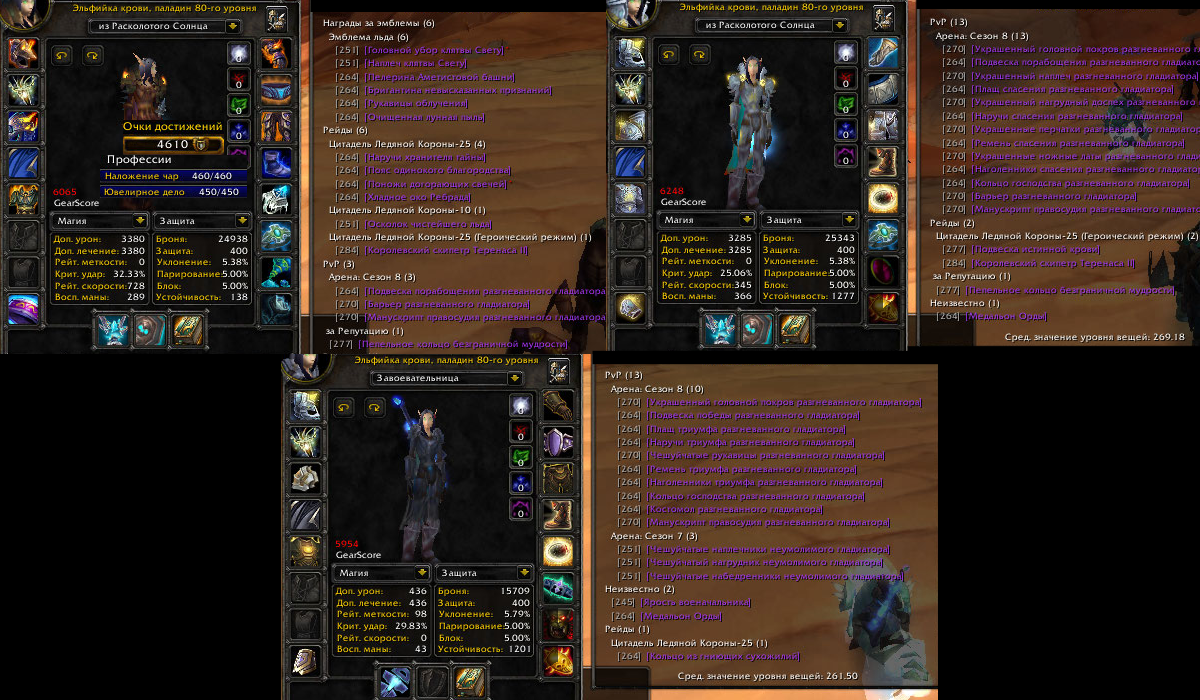 Эльфийка крови, паладин 80-го уровня
из Расколотого Солнца
Очки достижений
4610
Профессии
Наложение чар 460/460
Ювелирное дело 450/450
6065
GearScore
Магия
Защита
Доп. урон: 3380
Доп. лечение: 3380
Рейт. меткости: 0
Крит. удар: 32.33%
Рейт. скорости: 728
Восп. маны: 289
Броня: 24938
Защита: 400
Уклонение: 5.38%
Парирование: 5.00%
Блок: 5.00%
Устойчивость: 138
0
0
0
Награды за эмблемы (6)
Эмблема льда (6)
[251] [Головной убор клятвы Свету]
[251] [Наплеч клятвы Свету]
[264] [Пелерина Аметистовой башни]
[264] [Бригантина невысказанных признаний]
[264] [Рукавицы облучения]
[264] [Очищенная лунная пыль]
Рейды (6)
Цитадель Ледяной Короны-25 (4)
[264] [Наручи хранителя тайны]
[264] [Пояс одинокого благородства]
[264] [Поножи догорающих свечей]
[264] [Хладное око Ребрада]
Цитадель Ледяной Короны-10 (1)
[251] [Осколок чистейшего льда]
Цитадель Ледяной Короны-25 (Героический режим) (1)
[284] [Королевский скипетр Теренаса II]
PvP (3)
Арена: Сезон 8 (3)
[264] [Подвеска порабощения разгневанного гладиатора
[270] [Барьер разгневанного гладиатора]
[270] [Манускрипт правосудия разгневанного гладиатора
за Репутацию (1)
[277] [Пепельное кольцо безграничной мудрости]
Эльфийка крови, паладин 80-го уровня
из Расколотого Солнца
6248
GearScore
Магия
Защита
Доп. урон: 3285
Доп. лечение: 3285
Рейт. меткости: 0
Крит. удар: 25.06%
Рейт. скорости: 345
Восп. маны: 366
Броня: 25343
Защита: 400
Уклонение: 5.38%
Парирование: 5.00%
Блок: 5.00%
Устойчивость: 1277
0
0
0
0
PvP (13)
Арена: Сезон 8 (13)
[270] [Украшенный головной покров разгневанного г
[264] [Подвеска порабощения разгневанного гладиато
[270] [Украшенный наплеч разгневанного гладиатора]
[264] [Плащ спасения разгневанного гладиатора]
[270] [Украшенный нагрудный доспех разгневанного г
[264] [Наручи спасения разгневанного гладиатора]
[270] [Украшенные перчатки разгневанного гладиатора]
[264] [Ремень спасения разгневанного гладиатора]
[270] [Украшенные ножные латы разгневанного гладиа
[264] [Наголенники спасения разгневанного гладиатор
[264] [Кольцо господства разгневанного гладиатора]
[270] [Барьер разгневанного гладиатора]
[270] [Манускрипт правосудия разгневанного гладиато
Рейды (2)
Цитадель Ледяной Короны-25 (Героический режим) (2)
[277] [Подвеска истинной крови]
[284] [Королевский скипетр Теренаса II]
за Репутацию (1)
[277] [Пепельное кольцо безграничной мудрости]
Неизвестно (1)
[264] [Медальон Орды]
Сред. значение уровня вещей: 269.18
Эльфийка крови, паладин 80-го уровня
Завоевательница
5954
GearScore
Магия
Защита
Доп. урон: 436
Доп. лечение: 436
Рейт. меткости: 98
Крит. удар: 29.83%
Рейт. скорости: 0
Восп. маны: 43
Броня: 15709
Защита: 400
Уклонение: 5.79%
Парирование: 5.00%
Блок: 5.00%
Устойчивость: 1201
0
0
0
0
PvP (13)
Арена: Сезон 8 (10)
[270] [Украшенный головной покров разгневанного гладиатора]
[264] [Подвеска победы разгневанного гладиатора]
[264] [Плащ триумфа разгневанного гладиатора]
[264] [Наручи триумфа разгневанного гладиатора]
[270] [Чешуйчатые рукавицы разгневанного гладиатора]
[264] [Ремень триумфа разгневанного гладиатора]
[264] [Наголенники триумфа разгневанного гладиатора]
[264] [Кольцо господства разгневанного гладиатора]
[264] [Костолом разгневанного гладиатора]
[270] [Манускрипт правосудия разгневанного гладиатора]
Арена: Сезон 7 (3)
[251] [Чешуйчатые наплечники неумолимого гладиатора]
[251] [Чешуйчатый нагрудник неумолимого гладиатора]
[251] [Чешуйчатые набедренники неумолимого гладиатора]
Неизвестно (2)
[245] [Ярость военачальника]
[264] [Медальон Орды]
Рейды (1)
Цитадель Ледяной Короны-25 (1)
[264] [Кольцо из гниющих сухожилий]
Сред. значение уровня вещей: 261.50